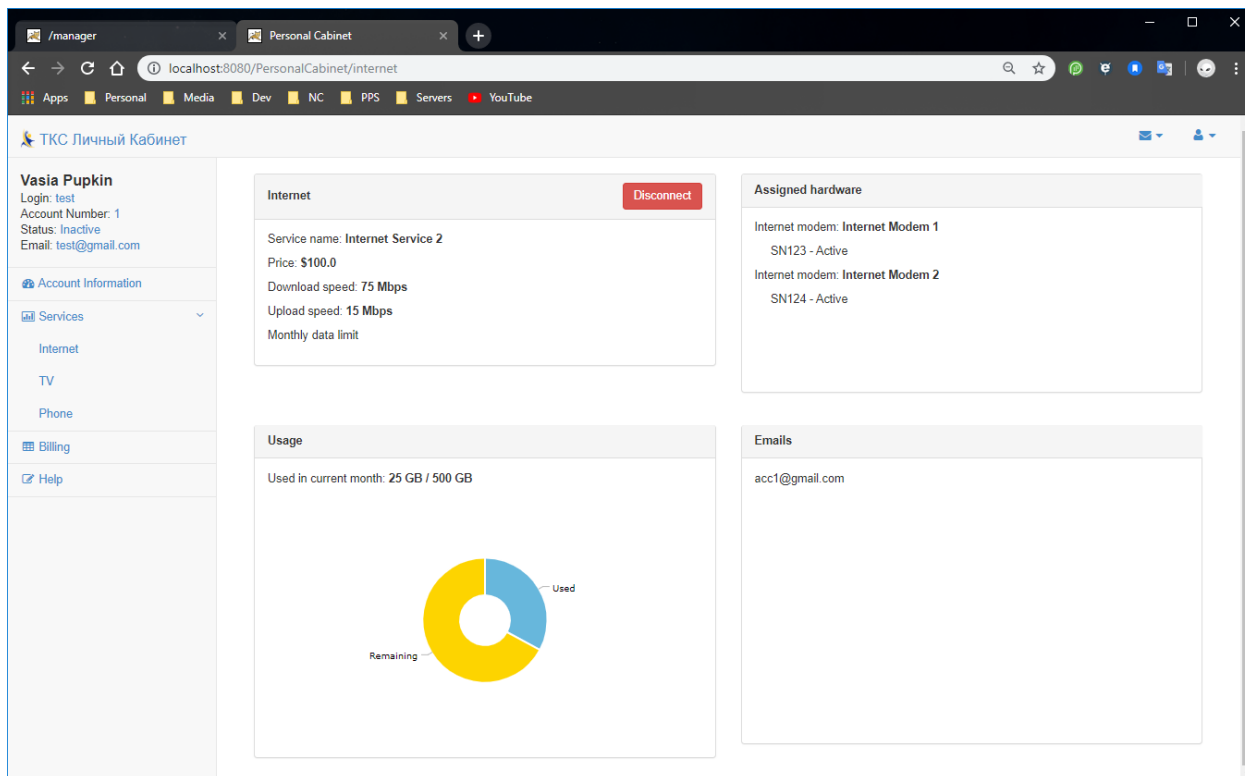 /manager
Personal Cabinet
localhost:8080/PersonalCabinet/internet
Apps Personal Media Dev NC PPS Servers YouTube
ТКС Личный Кабинет
Vasia Pupkin
Login: test
Account Number: 1
Status: Inactive
Email: test@gmail.com
Account Information
Services
Internet
TV
Phone
Billing
Help
Internet
Disconnect
Service name: Internet Service 2
Price: $100.0
Download speed: 75 Mbps
Upload speed: 15 Mbps
Monthly data limit
Assigned hardware
Internet modem: Internet Modem 1
SN123 - Active
Internet modem: Internet Modem 2
SN124 - Active
Usage
Used in current month: 25 GB / 500 GB
Used
Remaining
Emails
acc1@gmail.com